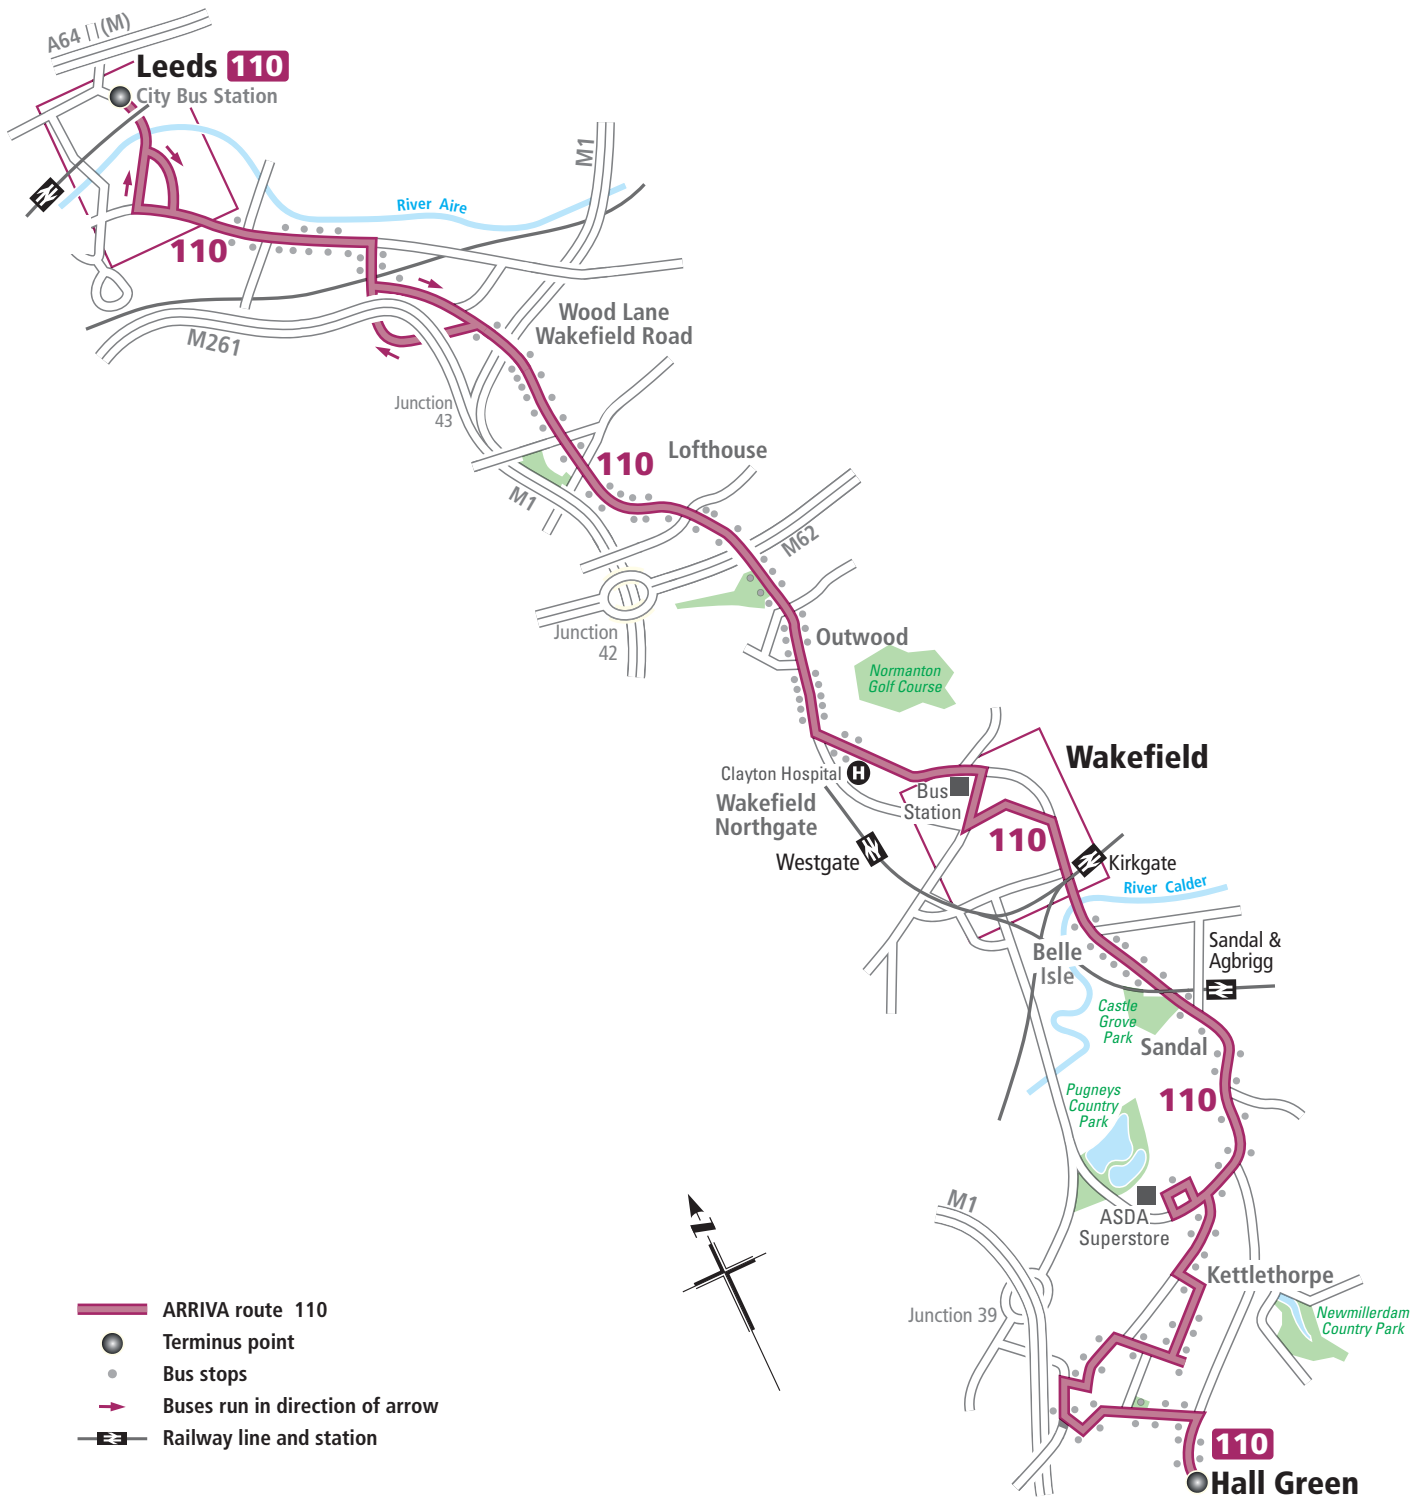 A64 (M)
Leeds 110
City Bus Station
M1
River Aire
110
M261
Wood Lane
Wakefield Road
Junction
43
110
Lofthouse
M1
M62
Junction
42
Outwood
Normanton
Golf Course
Wakefield
Clayton Hospital
H
Bus
Station
Wakefield
Northgate
110
Westgate
Kirkgate
River Calder
Belle
Isle
Sandal &
Agbrigg
Castle
Grove
Park
Sandal
Pugneys
Country
Park
110
M1
ASDA
Superstore
Kettlethorpe
Junction 39
Newmillerdam
Country Park
ARRIVA route 110
Terminus point
Bus stops
Buses run in direction of arrow
Railway line and station
110
Hall Green